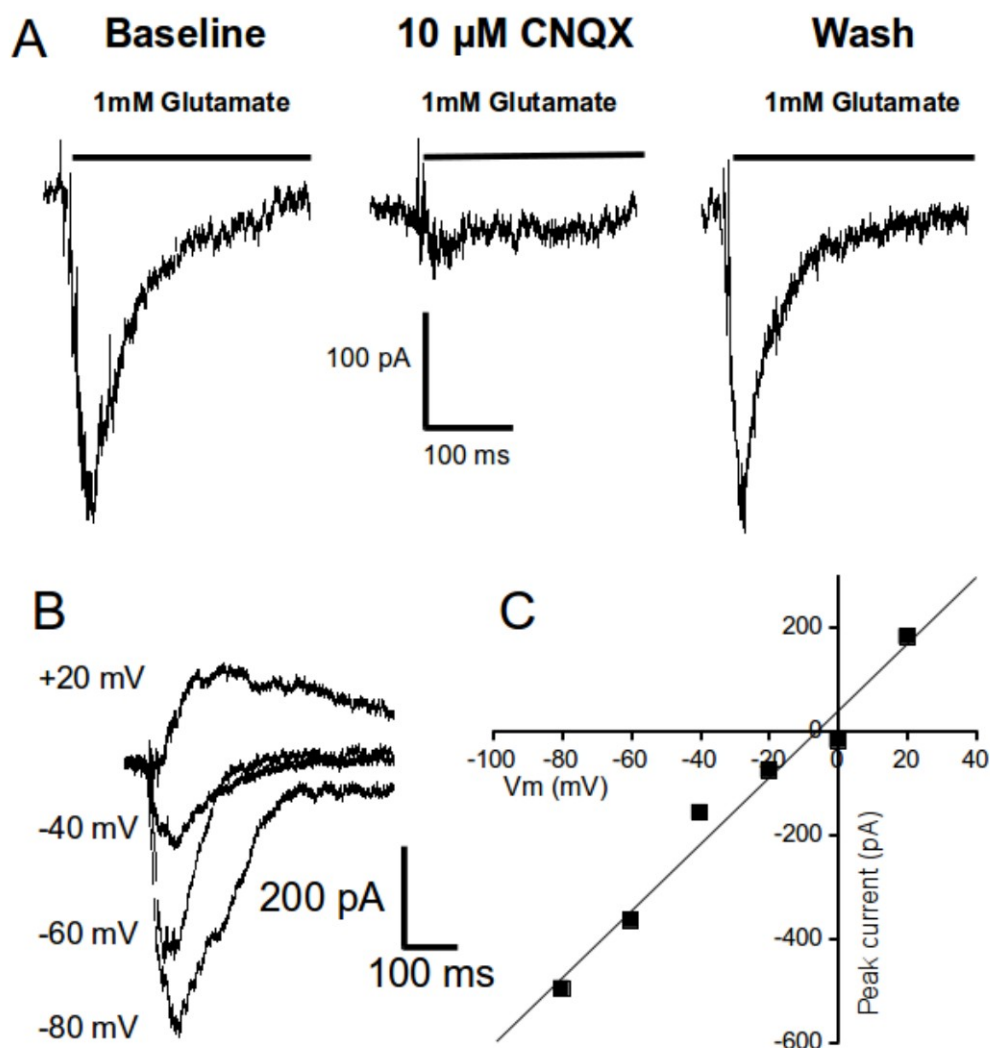 A
Baseline
10 µM CNQX
Wash
1mM Glutamate
1mM Glutamate
1mM Glutamate
100 pA
100 ms
B
+20 mV
-40 mV
-60 mV
-80 mV
200 pA
100 ms
C
200
0
-100 -80 -60 -40 -20 20 40
Vm (mV)
-200
-400
-600
Peak current (pA)